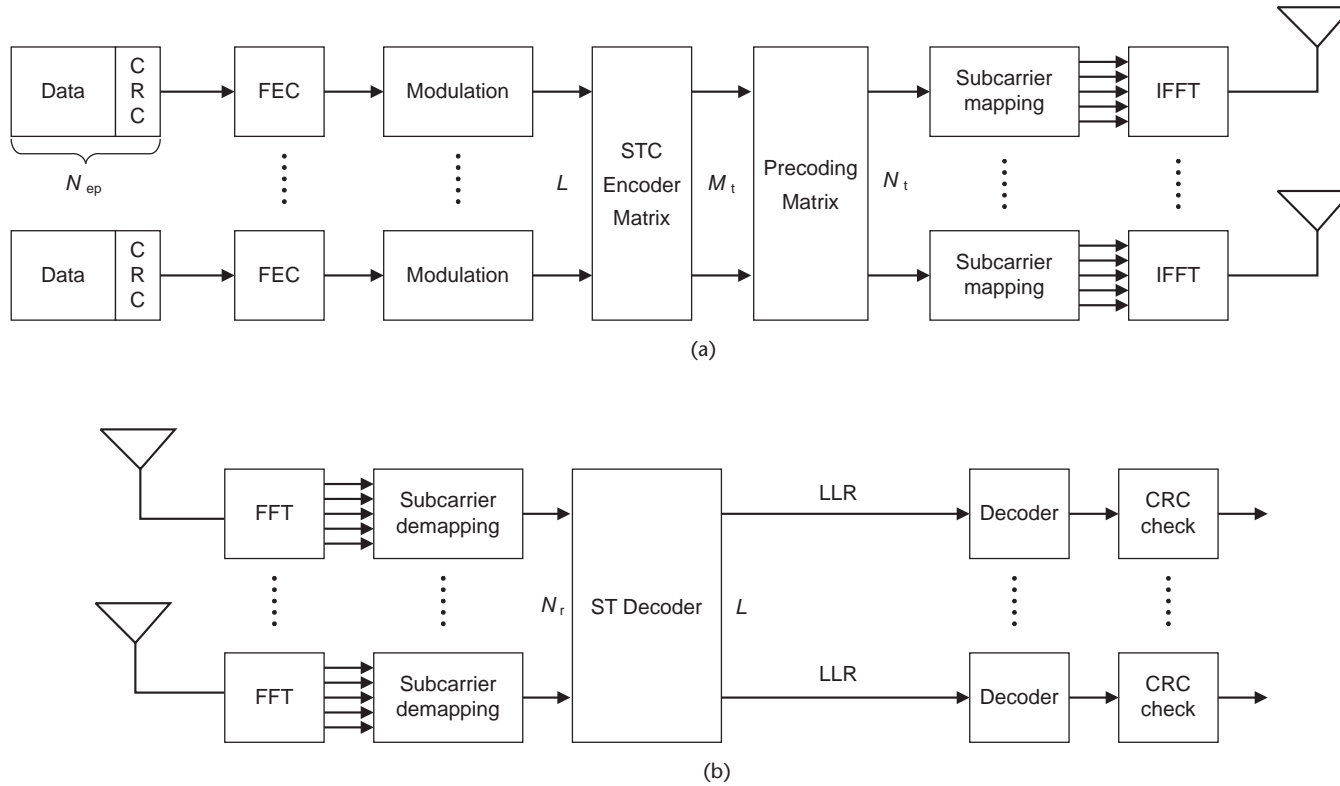 Data
C
R
C
FEC
Modulation
Subcarrier
mapping
IFFT
N ep
L
STC
Encoder
Matrix
M t
Precoding
Matrix
N t
Data
C
R
C
FEC
Modulation
Subcarrier
mapping
IFFT
(a)
FFT
Subcarrier
demapping
LLR
Decoder
CRC
check
N r
ST Decoder
L
FFT
Subcarrier
demapping
LLR
Decoder
CRC
check
(b)